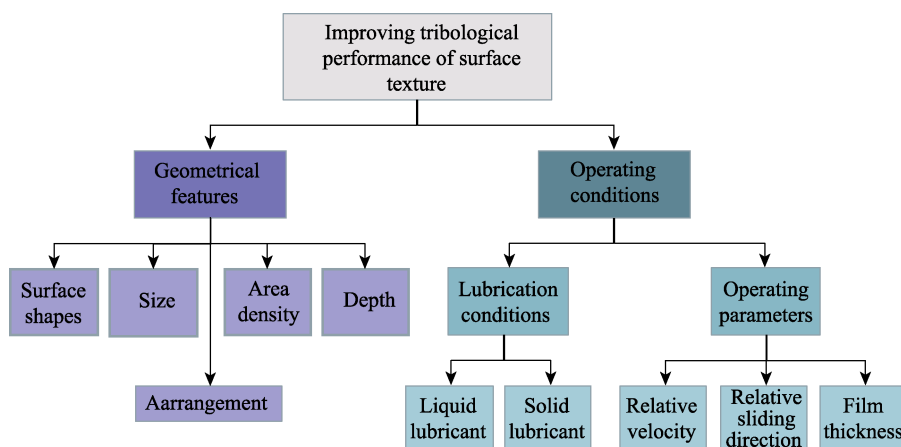 Improving tribological
performance of surface
texture
Geometrical
features
Operating
conditions
Surface
shapes
Size
Area
density
Depth
Lubrication
conditions
Operating
parameters
Aarrangement
Liquid
lubricant
Solid
lubricant
Relative
velocity
Relative
sliding
direction
Film
thickness